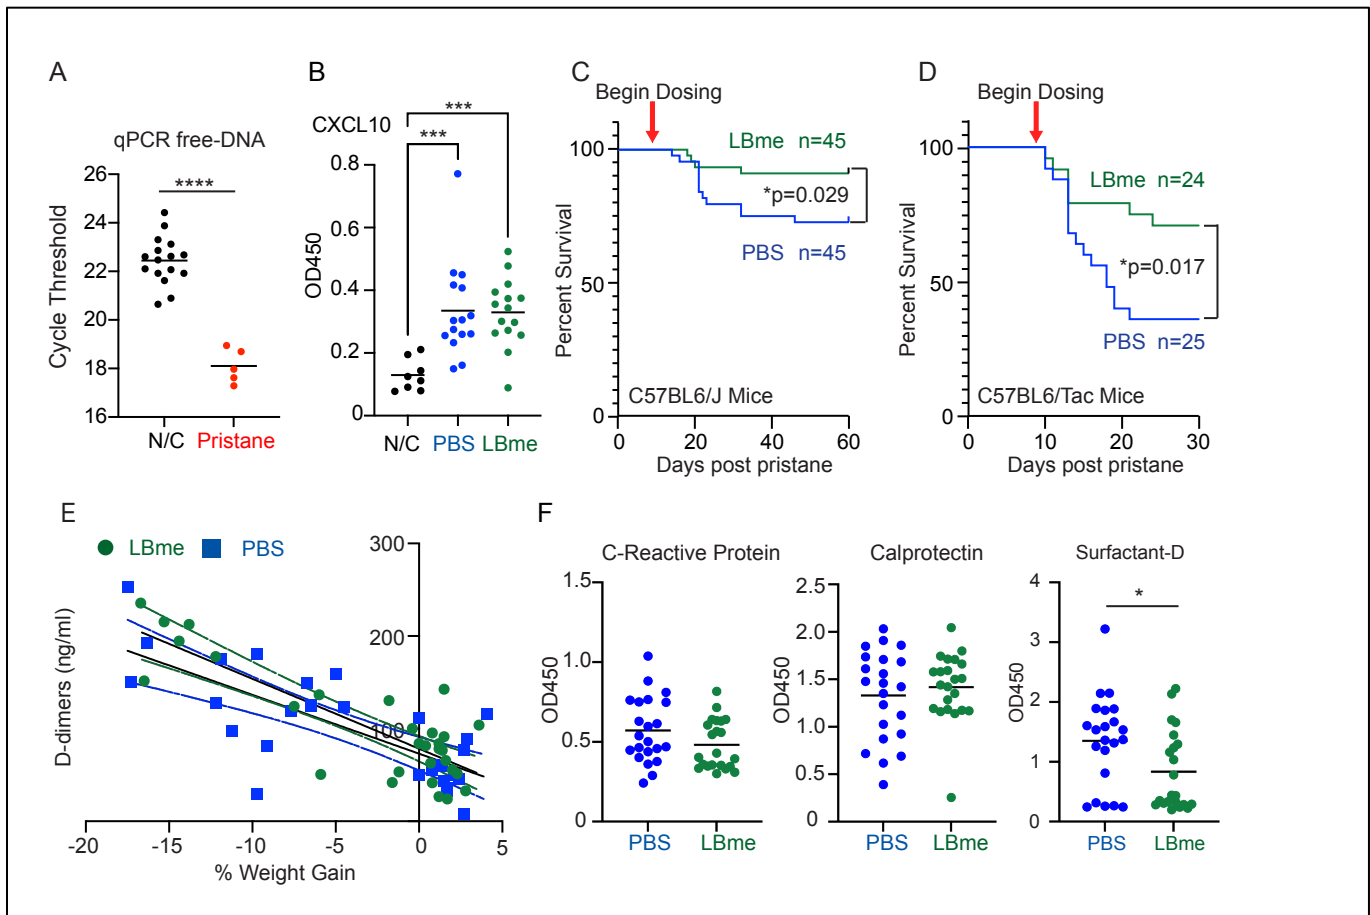 A
qPCR free-DNA
Cycle Threshold
26
24
22
20
18
16
****
N/C Pristane
B
CXCL10
***
***
OD450
0.8
0.6
0.4
0.2
0
N/C PBS LBme
C
Begin Dosing
LBme n=45
*p=0.029
PBS n=45
Percent Survival
100
50
0
C57BL6/J Mice
0 20 40 60
Days post pristane
D
Begin Dosing
LBme n=24
*p=0.017
PBS n=25
Percent Survival
100
50
0
C57BL6/Tac Mice
0 10 20 30
Days post pristane
E
LBme PBS
D-dimers (ng/ml)
300
200
100
-20 -15 -10 -5 0 5
% Weight Gain
F
C-Reactive Protein
OD450
1.5
1.0
0.5
0
PBS LBme
Calprotectin
OD450
2.5
2.0
1.5
1.0
0.5
0
PBS LBme
Surfactant-D
*
OD450
4
3
2
1
0
PBS LBme